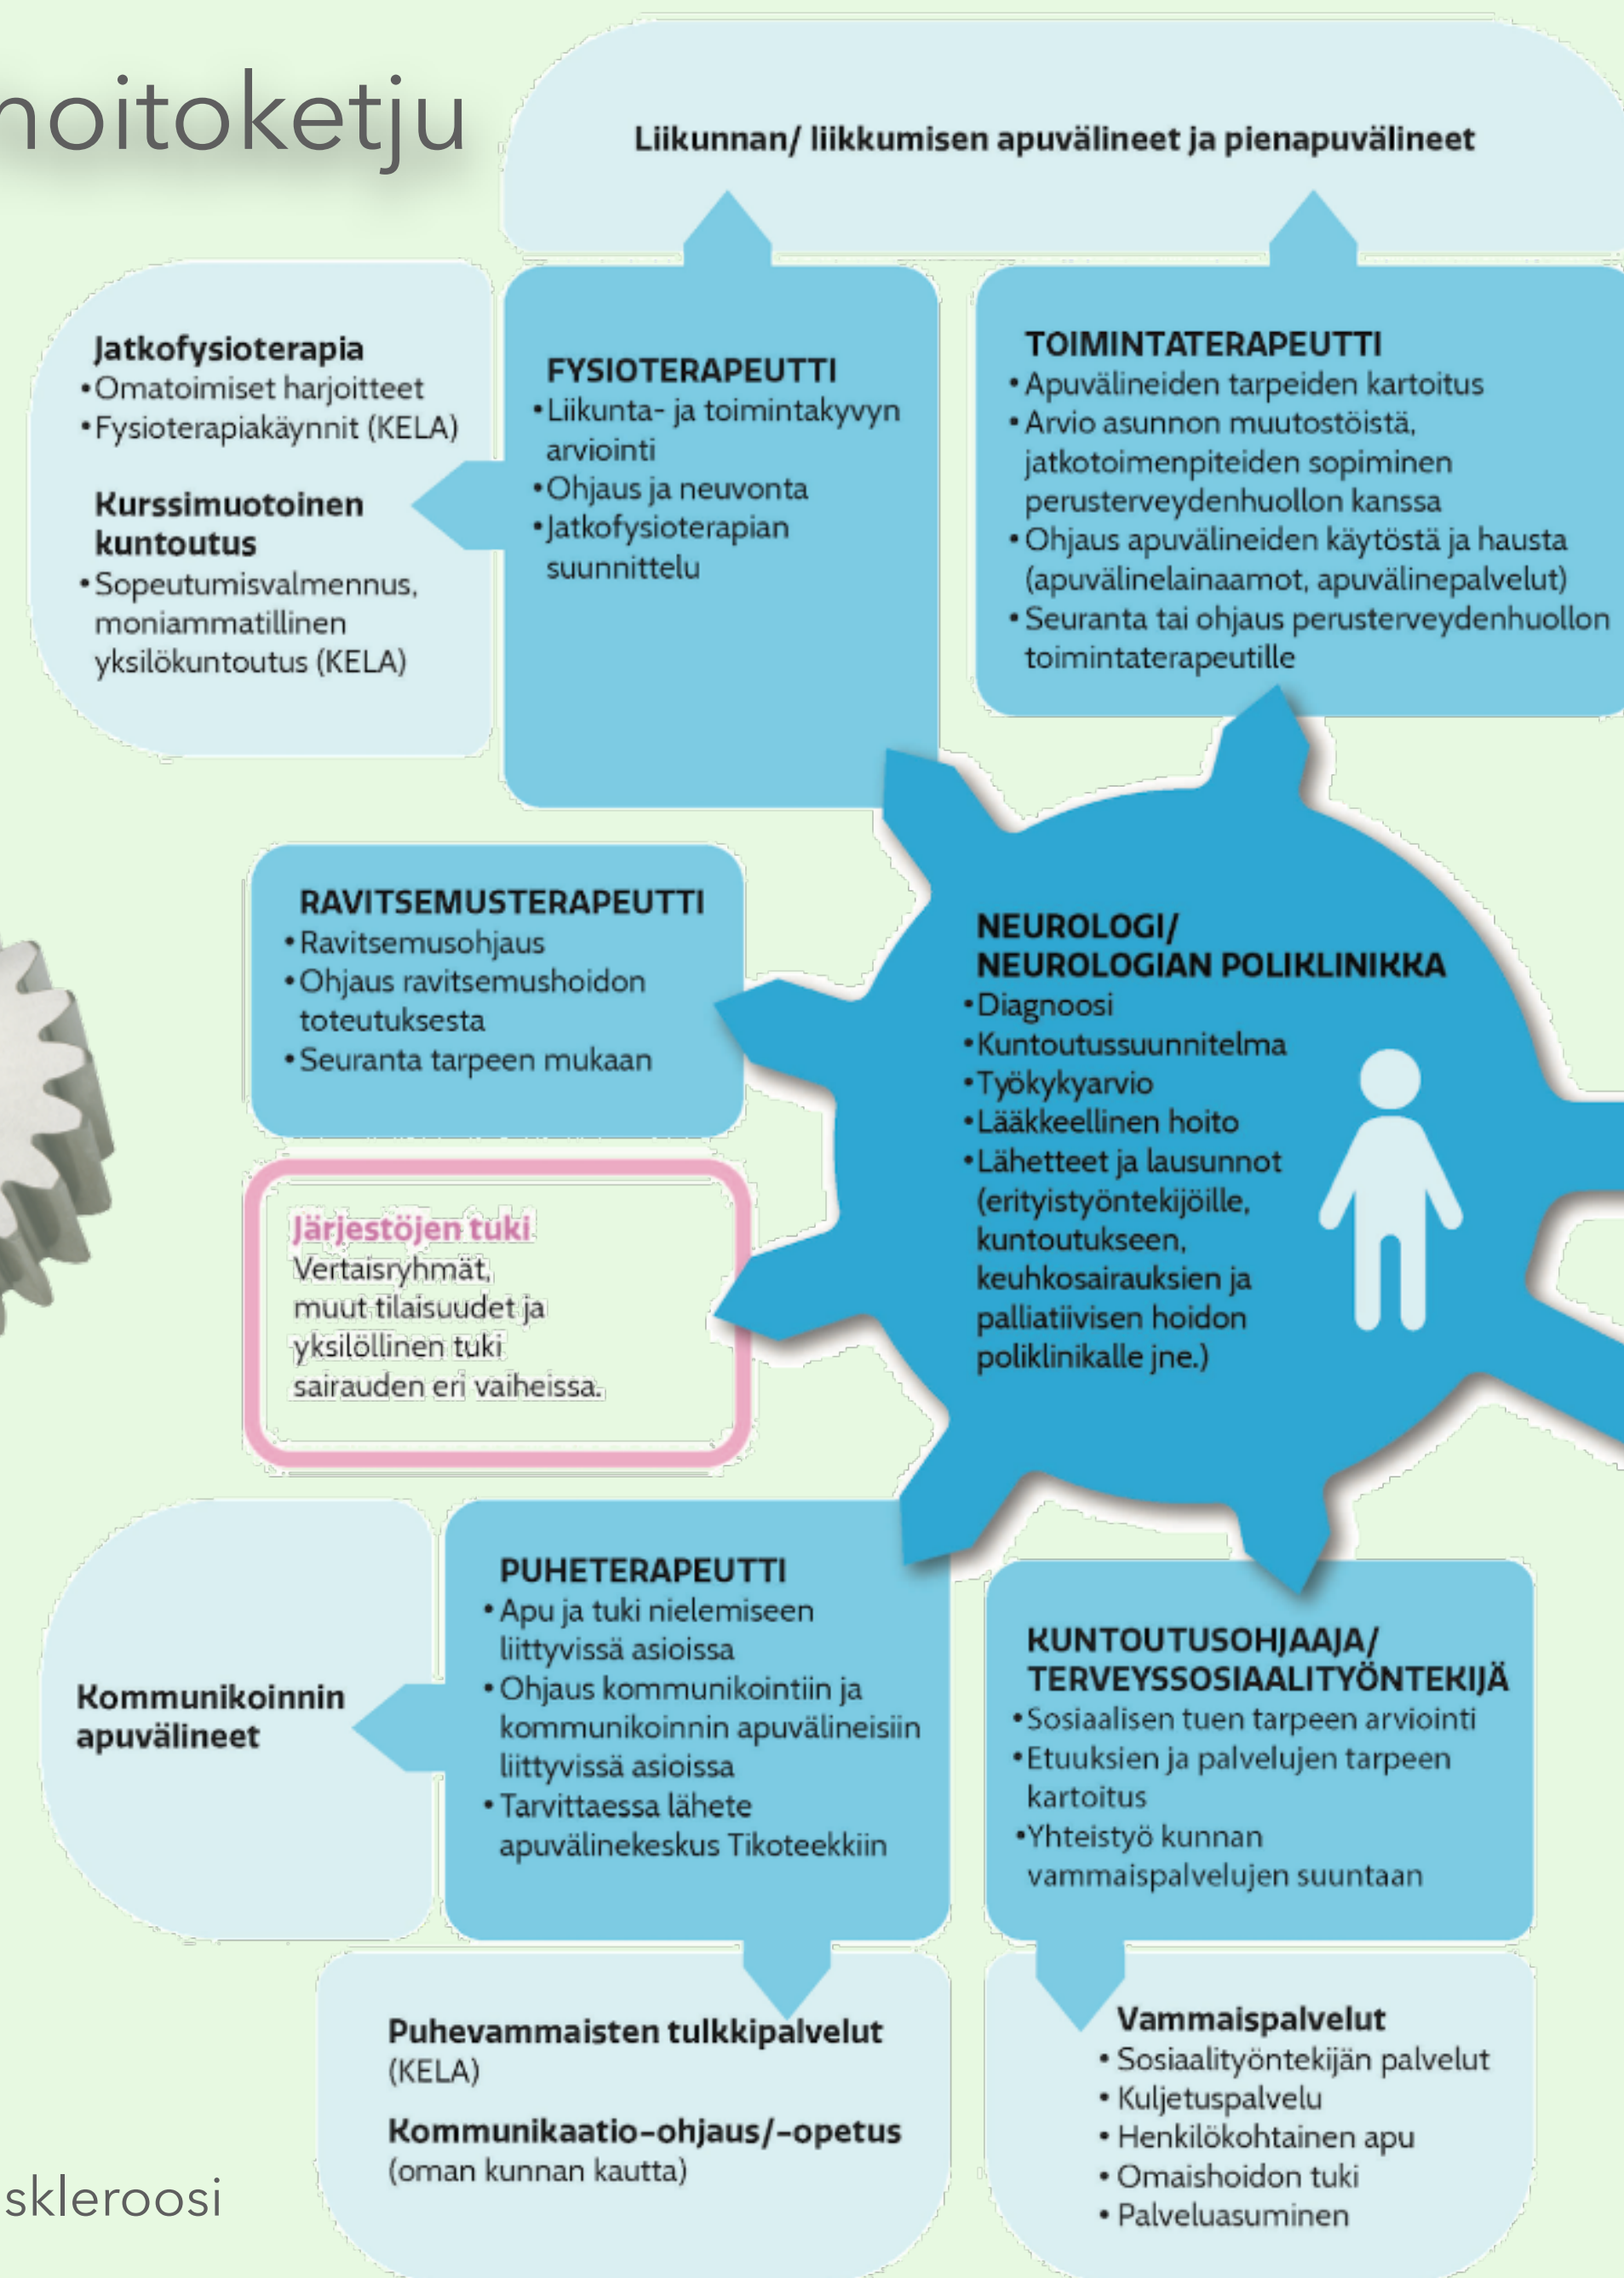 hoitoketju
Liikunnan/ liikkumisen apuvälineet ja pienapuvälineet
Jatkofysioterapia
•Omatoimiset harjoitteet
•Fysioterapiakäynnit (KELA)
Kurssimuotoinen
kuntoutus
•Sopeutumisvalmennus,
moniammatillinen
yksilökuntoutus (KELA)
FYSIOTERAPEUTTI
•Liikunta- ja toimintakyvyn
arviointi
•Ohjaus ja neuvonta
•Jatkofysioterapian
suunnittelu
TOIMINTATERAPEUTTI
•Apuvälineiden tarpeiden kartoitus
•Arvio asunnon muutostöistä,
jatkotoimenpiteiden sopiminen
perusterveydenhuollon kanssa
•Ohjaus apuvälineiden käytöstä ja hausta
(apuvälinelainaamot, apuvälinepalvelut)
•Seuranta tai ohjaus perusterveydenhuollon
toimintaterapeutille
RAVITSEMUSTERAPEUTTI
•Ravitsemusohjaus
•Ohjaus ravitsemushoidon
toteutuksesta
•Seuranta tarpeen mukaan
NEUROLOGI/
NEUROLOGIAN POLIKLINIKKA
•Diagnoosi
•Kuntoutussuunnitelma
•Työkykyarvio
•Lääkkeellinen hoito
•Lähetteet ja lausunnot
(erityistyöntekijöille,
kuntoutukseen,
keuhkosairauksien ja
palliatiivisen hoidon
poliklinikalle jne.)
Järjestöjen tuki
Vertaisryhmät,
muut tilaisuudet ja
yksilöllinen tuki
sairauden eri vaiheissa.
Kommunikoinnin
apuvälineet
PUHETERAPEUTTI
•Apu ja tuki nielemiseen
liittyvissä asioissa
•Ohjaus kommunikointiin ja
kommunikoinnin apuvälineisiin
liittyvissä asioissa
•Tarvittaessa lähete
apuvälinekeskus Tikoteekkiin
KUNTOUTUSOHJAAJA/
TERVEYSSOSIAALITYÖNTEKIJÄ
•Sosiaalisen tuen tarpeen arviointi
•Etuuksien ja palvelujen tarpeen
kartoitus
•Yhteistyö kunnan
vammaispalvelujen suuntaan
Puhevammaisten tulkkipalvelut
(KELA)
Kommunikaatio-ohjaus/-opetus
(oman kunnan kautta)
Vammaispalvelut
• Sosiaalityöntekijän palvelut
• Kuljetuspalvelu
• Henkilökohtainen apu
• Omaishoidon tuki
• Palveluasuminen
skleroosi